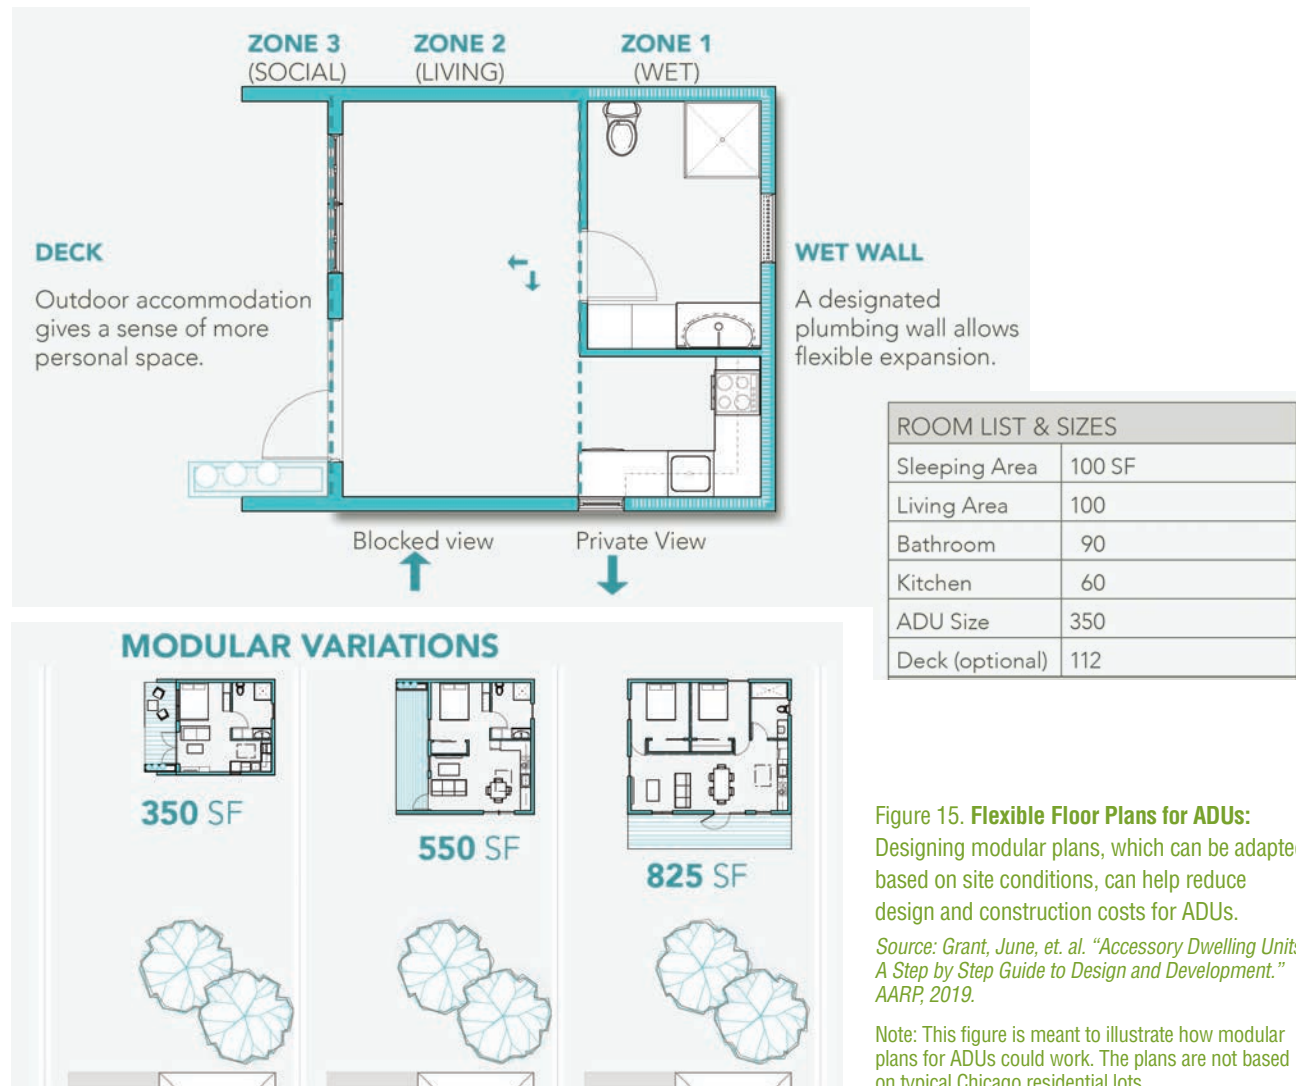 ZONE 3
(SOCIAL)
ZONE 2
(LIVING)
ZONE 1
(WET)
DECK
Outdoor accommodation
gives a sense of more
personal space.
WET WALL
A designated
plumbing wall allows
flexible expansion.
Blocked view
Private View
ROOM LIST & SIZES
Sleeping Area 100 SF
Living Area 100
Bathroom 90
Kitchen 60
ADU Size 350
Deck (optional) 112
MODULAR VARIATIONS
350 SF
550 SF
825 SF
Figure 15. Flexible Floor Plans for ADUs:
Designing modular plans, which can be adapte
based on site conditions, can help reduce
design and construction costs for ADUs.
Source: Grant, June, et. al. “Accessory Dwelling Units
A Step by Step Guide to Design and Development.”
AARP, 2019.
Note: This figure is meant to illustrate how modular
plans for ADUs could work. The plans are not based
on typical Chicago residential lots